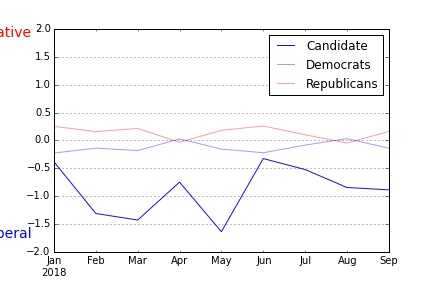 ative
2.0
1.5
1.0
0.5
0.0
−0.5
−1.0
−1.5
−2.0
peral
Candidate
Democrats
Republicans
Jan Feb Mar Apr May Jun Jul Aug Sep
2018